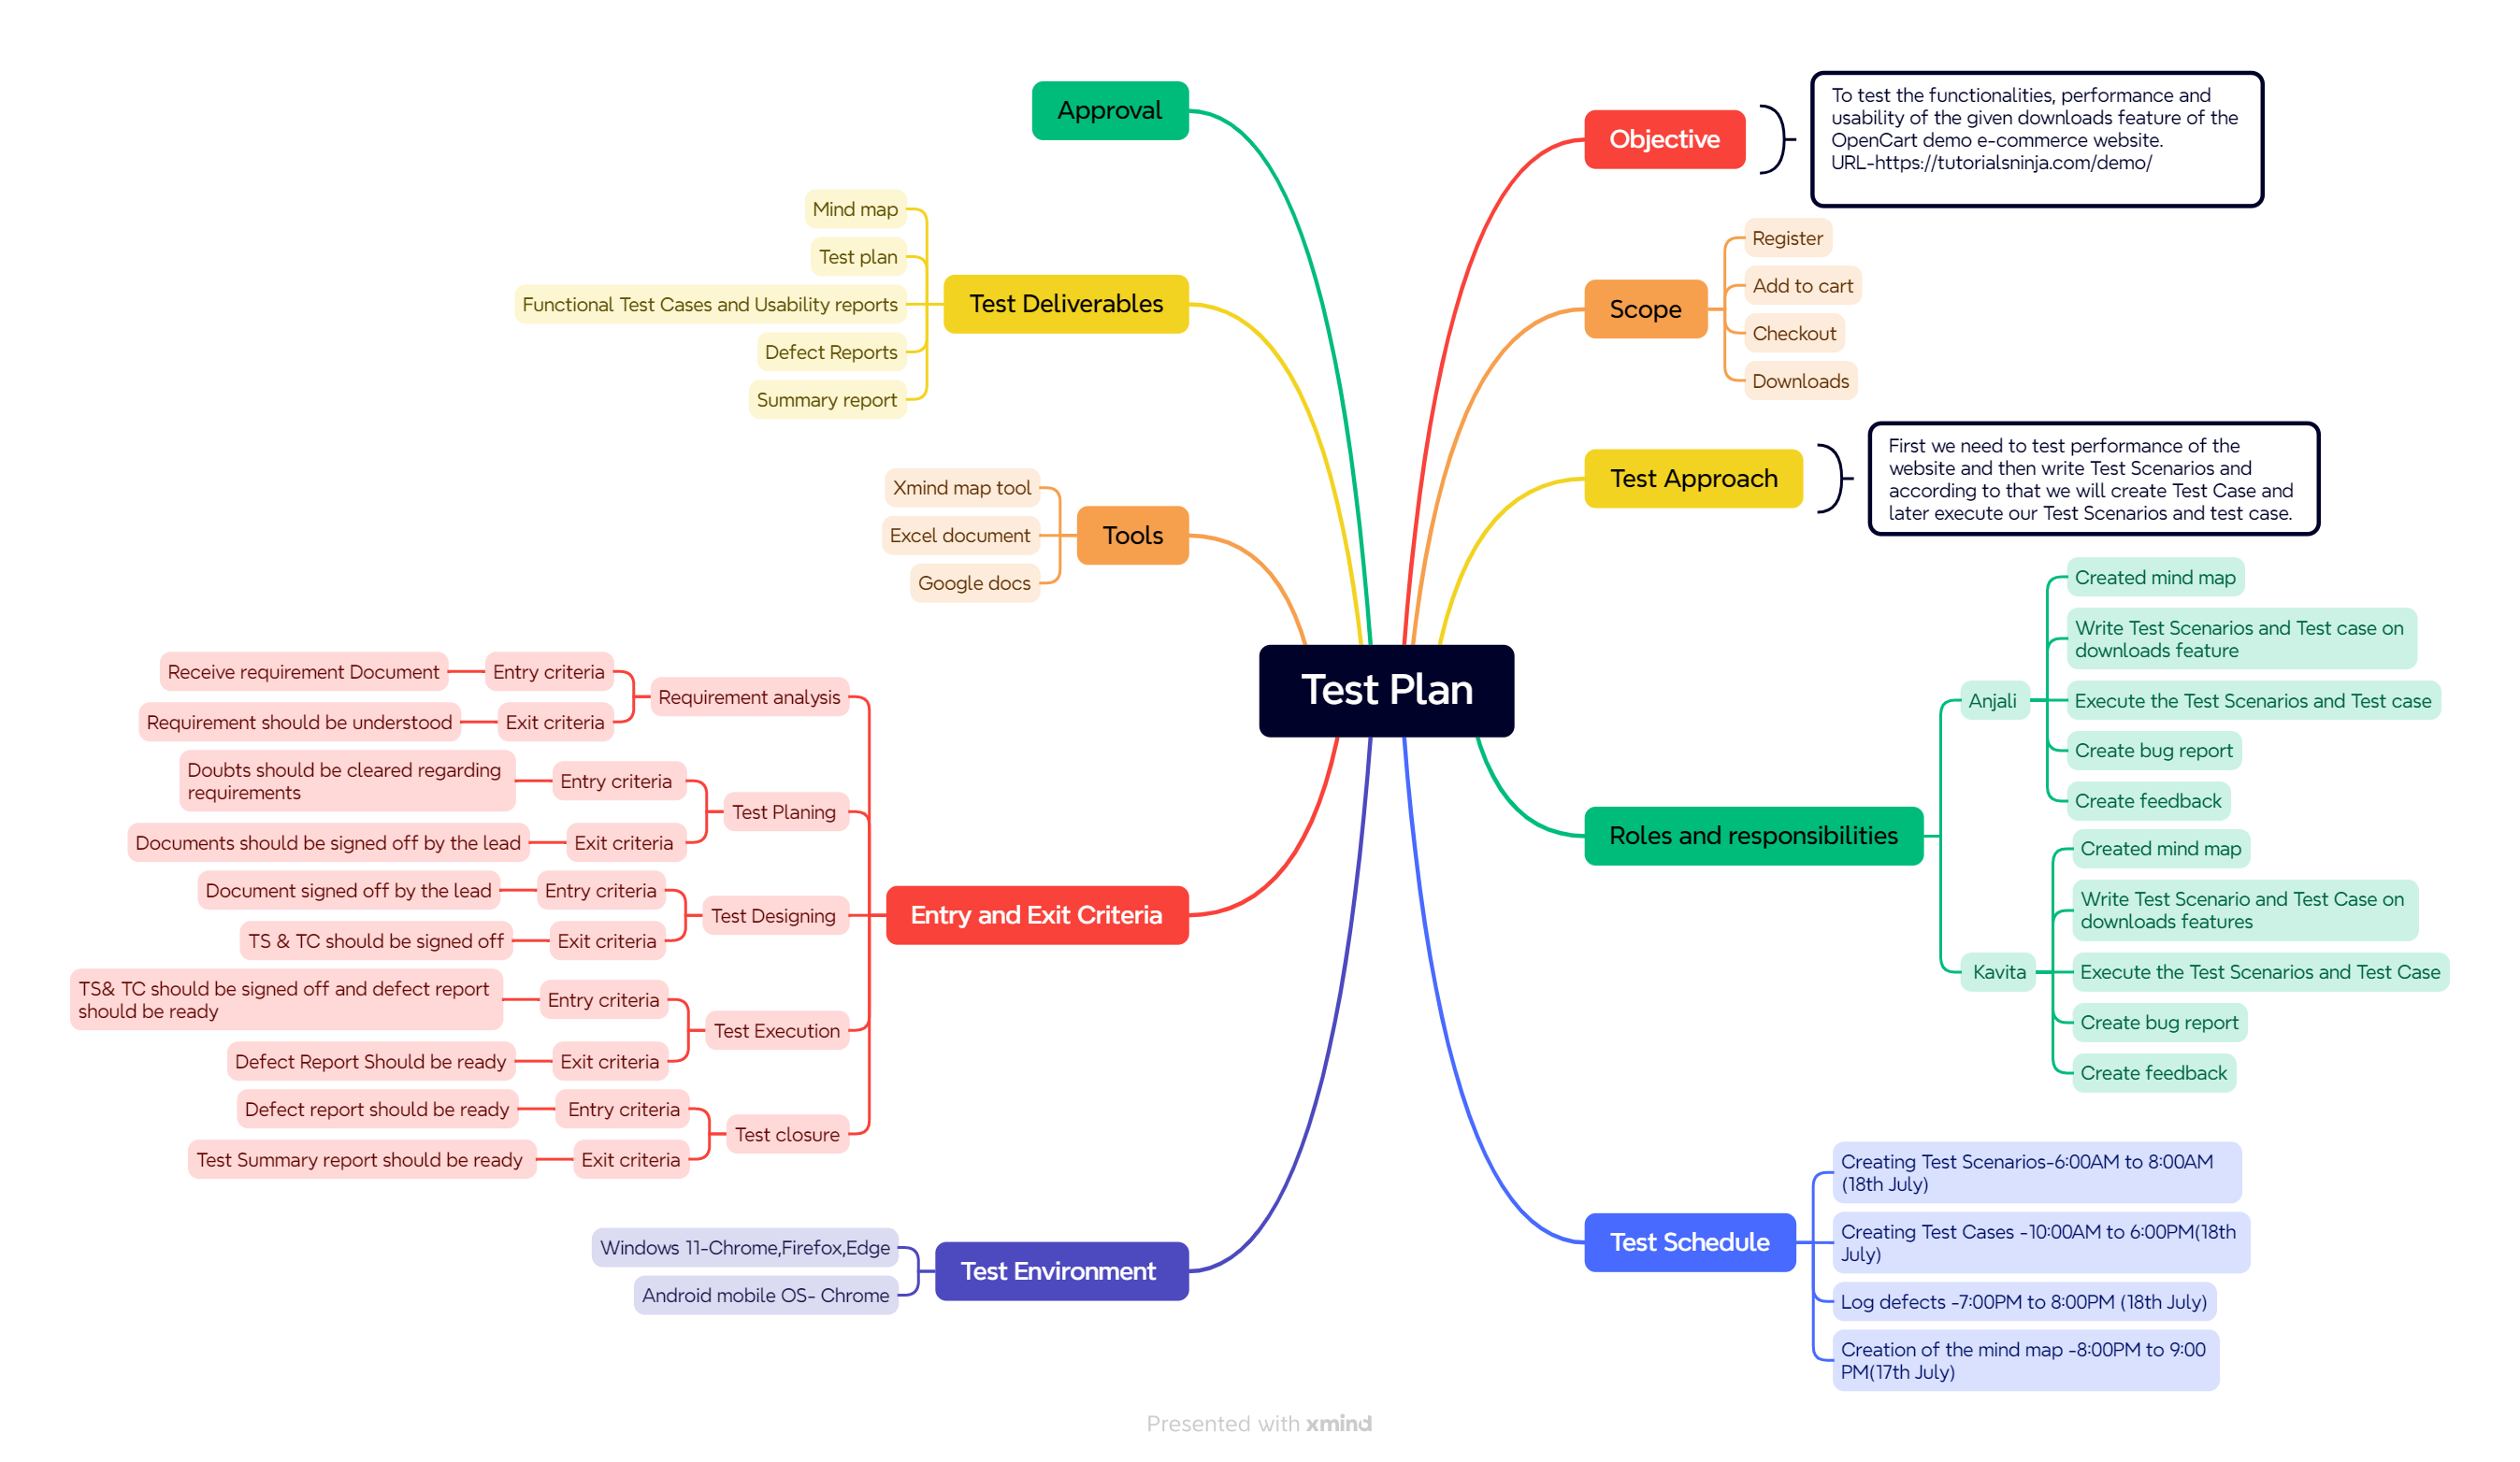 Test Plan
Objective
To test the functionalities, performance and
usability of the given downloads feature of the
OpenCart demo e-commerce website.
URL-https://tutorialsninja.com/demo/
Scope
Register
Add to cart
Checkout
Downloads
Test Approach
First we need to test performance of the
website and then write Test Scenarios and
according to that we will create Test Case and
later execute our Test Scenarios and test case.
Roles and responsibilities
Anjali
Created mind map
Write Test Scenarios and Test case on
downloads feature
Execute the Test Scenarios and Test case
Create bug report
Create feedback
Kavita
Created mind map
Write Test Scenario and Test Case on
downloads features
Execute the Test Scenarios and Test Case
Create bug report
Create feedback
Test Schedule
Creating Test Scenarios-6:00AM to 8:00AM
(18th July)
Creating Test Cases -10:00AM to 6:00PM(18th
July)
Log defects -7:00PM to 8:00PM (18th July)
Creation of the mind map -8:00PM to 9:00
PM(17th July)
Approval
Test Deliverables
Mind map
Test plan
Functional Test Cases and Usability reports
Defect Reports
Summary report
Tools
Xmind map tool
Excel document
Google docs
Entry and Exit Criteria
Requirement analysis
Entry criteria
Receive requirement Document
Exit criteria
Requirement should be understood
Test Planing
Entry criteria
Doubts should be cleared regarding
requirements
Exit criteria
Documents should be signed off by the lead
Test Designing
Entry criteria
Document signed off by the lead
Exit criteria
TS & TC should be signed off
Test Execution
Entry criteria
TS& TC should be signed off and defect report
should be ready
Exit criteria
Defect Report Should be ready
Test closure
Entry criteria
Defect report should be ready
Exit criteria
Test Summary report should be ready
Test Environment
Windows 11-Chrome,Firefox,Edge
Android mobile OS- Chrome
Presented with xmind